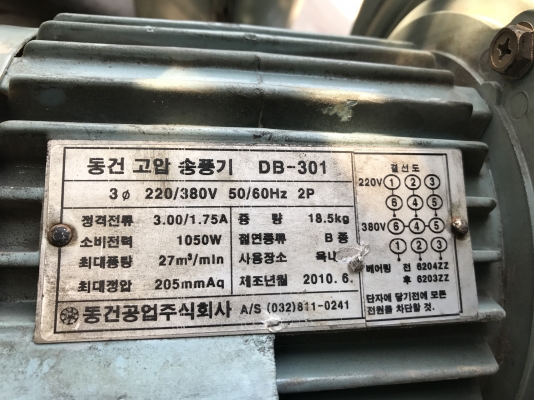 동건 고압 송풍기 DB-301
3ø 220/380V 50/60Hz 2P
정격전류 3.00/1.75A 중 량 18.5kg
소비전력 1050W 절연종류 B 종
최대풍량 27m³/min 사용장소 옥내
최대정압 205mmAq 제조년월 2010.6.
동건공업주식회사 A/S (032)811-0241
결선도
220V ① ② ③
⑥ ④ ⑤
380V ⑥ ④ ⑤
① ② ③
베어링 전 6204ZZ
후 6203ZZ
단자에 닿기전에 모든
전원을 차단할 것.